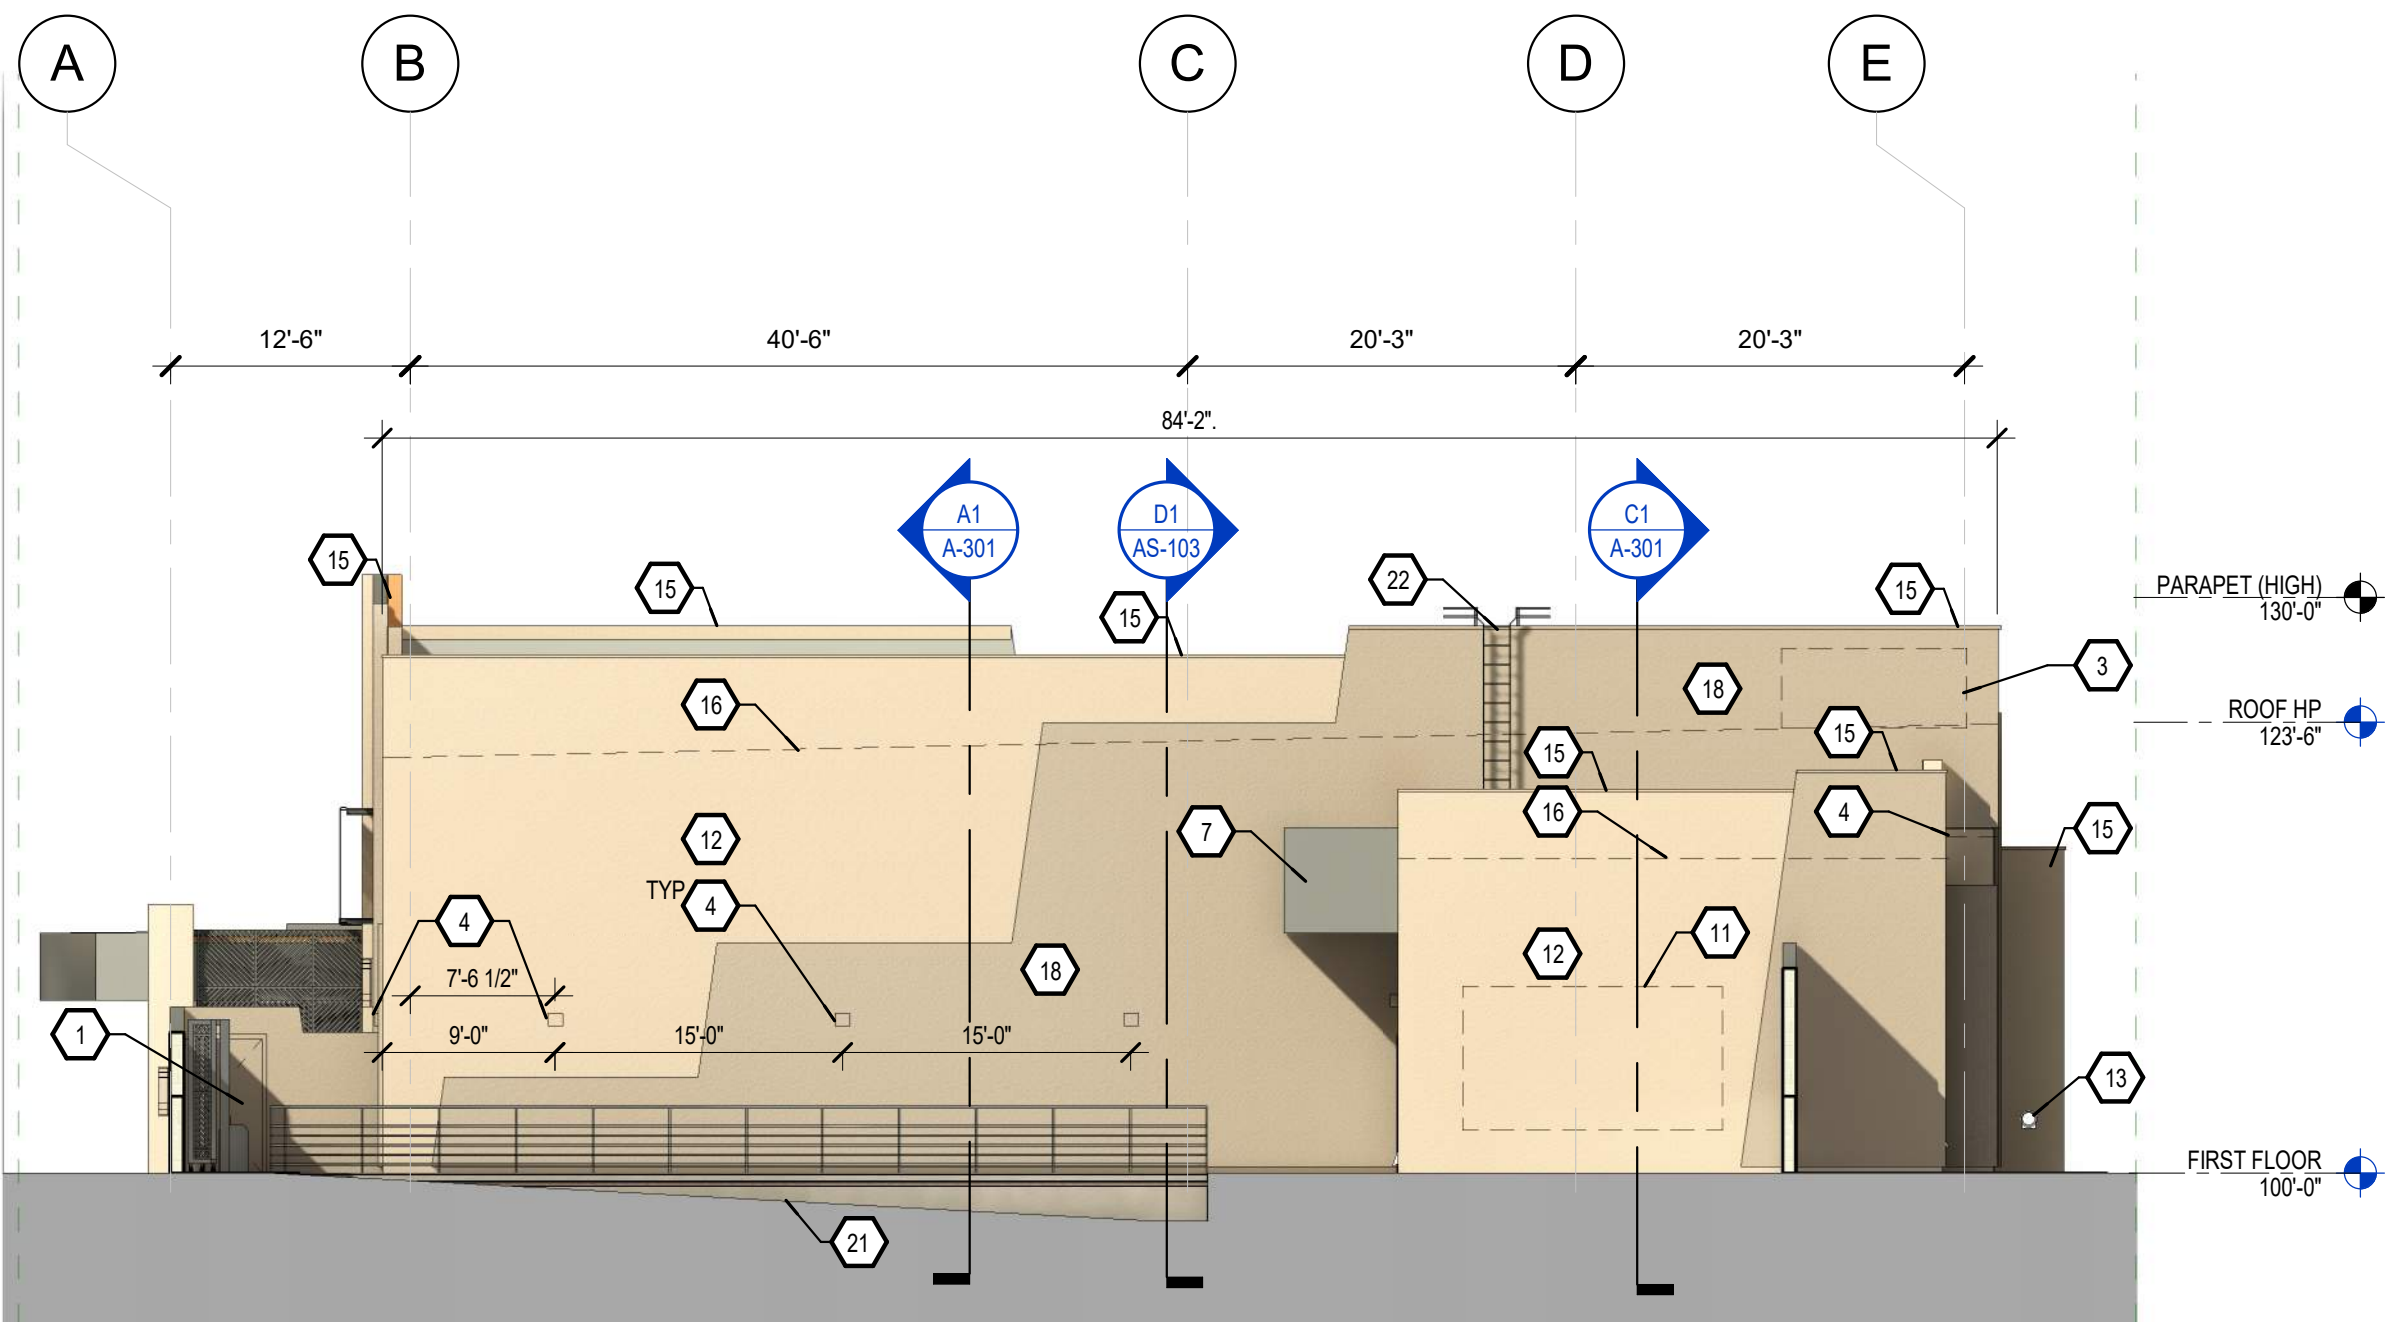 A B C D E
12'-6" 40'-6" 20'-3" 20'-3"
84'-2".
A1
A-301
D1
AS-103
C1
A-301
15
15
15
22
15
PARAPET (HIGH)
130'-0"
3
16
18
ROOF HP
123'-6"
15
15
16
4
15
12
7
TYP 4
4
11
12
18
7'-6 1/2"
1
9'-0" 15'-0" 15'-0"
13
FIRST FLOOR
100'-0"
21